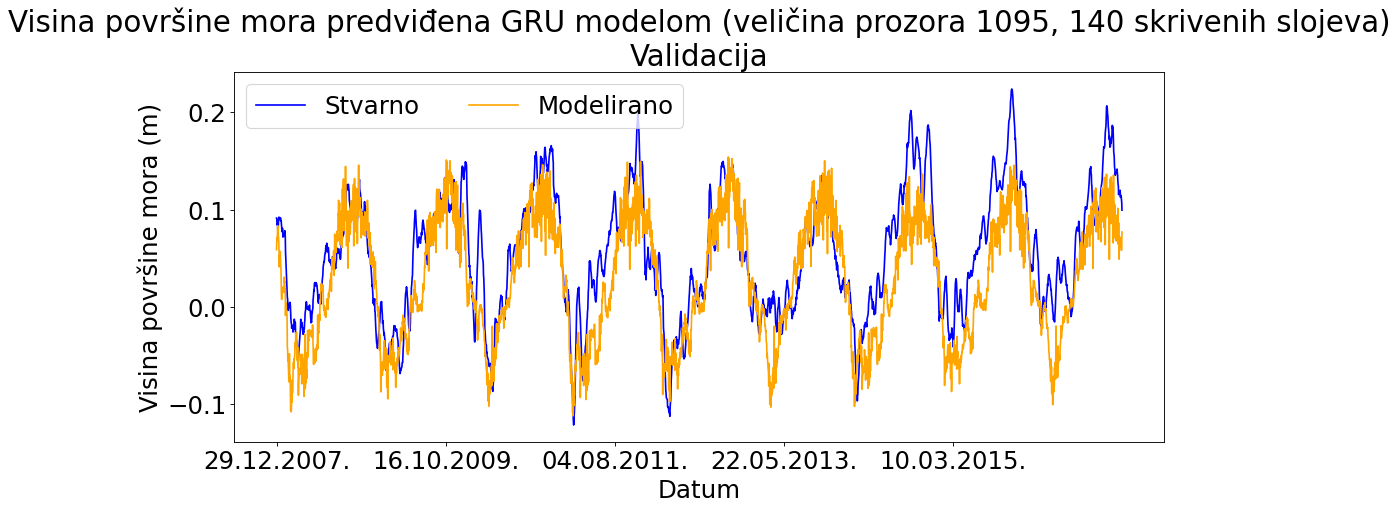 Visina površine mora predviđena GRU modelom (veličina prozora 1095, 140 skrivenih slojeva)
Validacija
Stvarno Modelirano
Visina površine mora (m)
0.2
0.1
0.0
−0.1
29.12.2007. 16.10.2009. 04.08.2011. 22.05.2013. 10.03.2015.
Datum